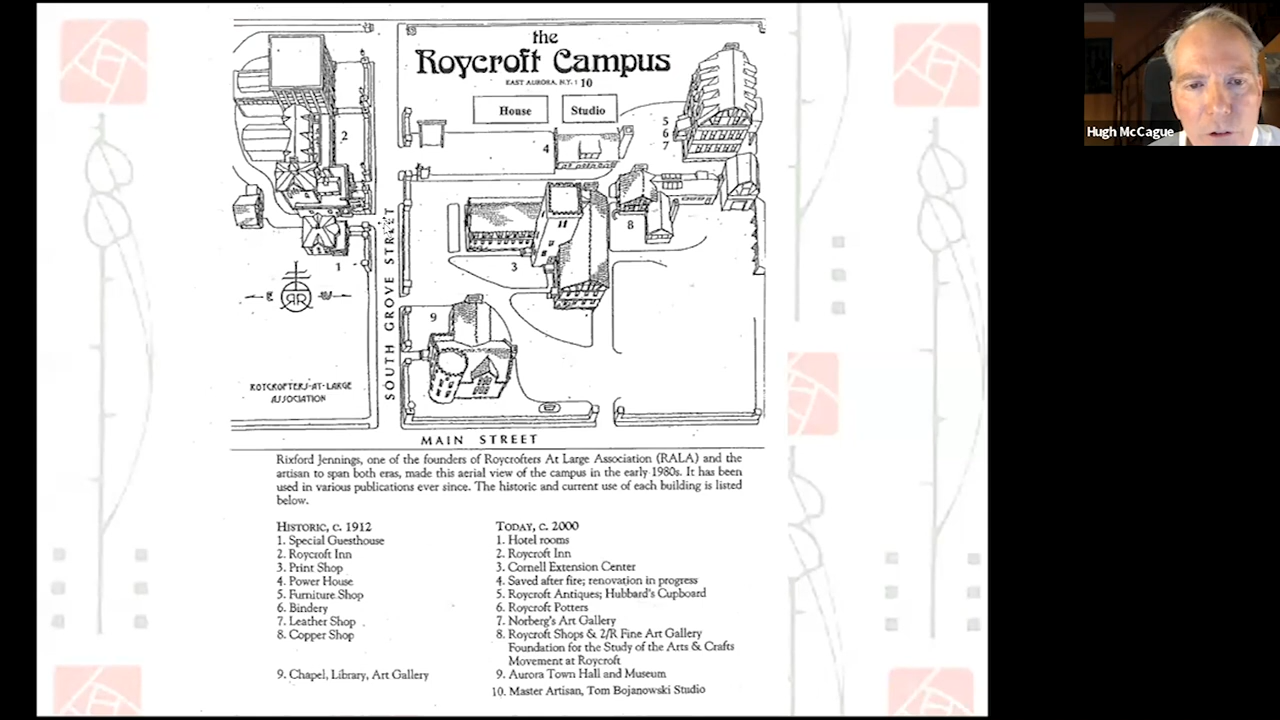 the
Roycroft Campus
EAST AURORA, N.Y. 10
House Studio
5
6
7
4
2
11
8
3
1
9
RR
SOUTH GROVE STREET
ROYCROFTERS-AT-LARGE
ASSOCIATION
MAIN STREET
Rixford Jennings, one of the founders of Roycrofters At Large Association (RALA) and the
artisan to span both eras, made this aerial view of the campus in the early 1980s. It has been
used in various publications ever since. The historic and current use of each building is listed
below.
HISTORIC, C. 1912
1. Special Guesthouse
2. Roycroft Inn
3. Print Shop
4. Power House
5. Furniture Shop
6. Bindery
7. Leather Shop
8. Copper Shop
9. Chapel, Library, Art Gallery
TODAY, C. 2000
1. Hotel rooms
2. Roycroft Inn
3. Cornell Extension Center
4. Saved after fire; renovation in progress
5. Roycroft Antiques; Hubbard's Cupboard
6. Roycroft Potters
7. Norberg's Art Gallery
8. Roycroft Shops & 2/R Fine Art Gallery
Foundation for the Study of the Arts & Crafts
Movement at Roycroft
9. Aurora Town Hall and Museum
10. Master Artisan, Tom Bojanowski Studio
Hugh McCague